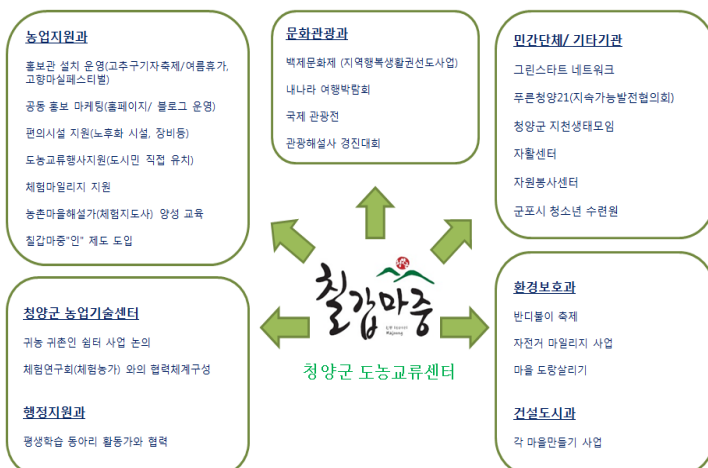 농업지원과
홍보관 설치 운영(고추구기자축제/여름휴가,
고향마실페스티벌)
공동 홍보 마케팅(홈페이지/ 블로그 운영)
편의시설 지원(노후화 시설, 장비등)
도농교류행사지원(도시민 직접 유치)
체험마일리지 지원
농촌마을해설가(체험지도사) 양성 교육
칠갑마중"인" 제도 도입
문화관광과
백제문화제 (지역행복생활권선도사업)
내나라 여행박람회
국제 관광전
관광해설사 경진대회
민간단체/ 기타기관
그린스타트 네트워크
푸른청양21(지속가능발전협의회)
청양군 지천생태모임
자활센터
자원봉사센터
군포시 청소년 수련원
청양군 농업기술센터
귀농 귀촌인 쉼터 사업 논의
체험연구회(체험농가) 와의 협력체계구성
행정지원과
평생학습 동아리 활동가와 협력
칠갑마중
Majung
청양군 도농교류센터
환경보호과
반디불이 축제
자전거 마일리지 사업
마을 도랑살리기
건설도시과
각 마을만들기 사업